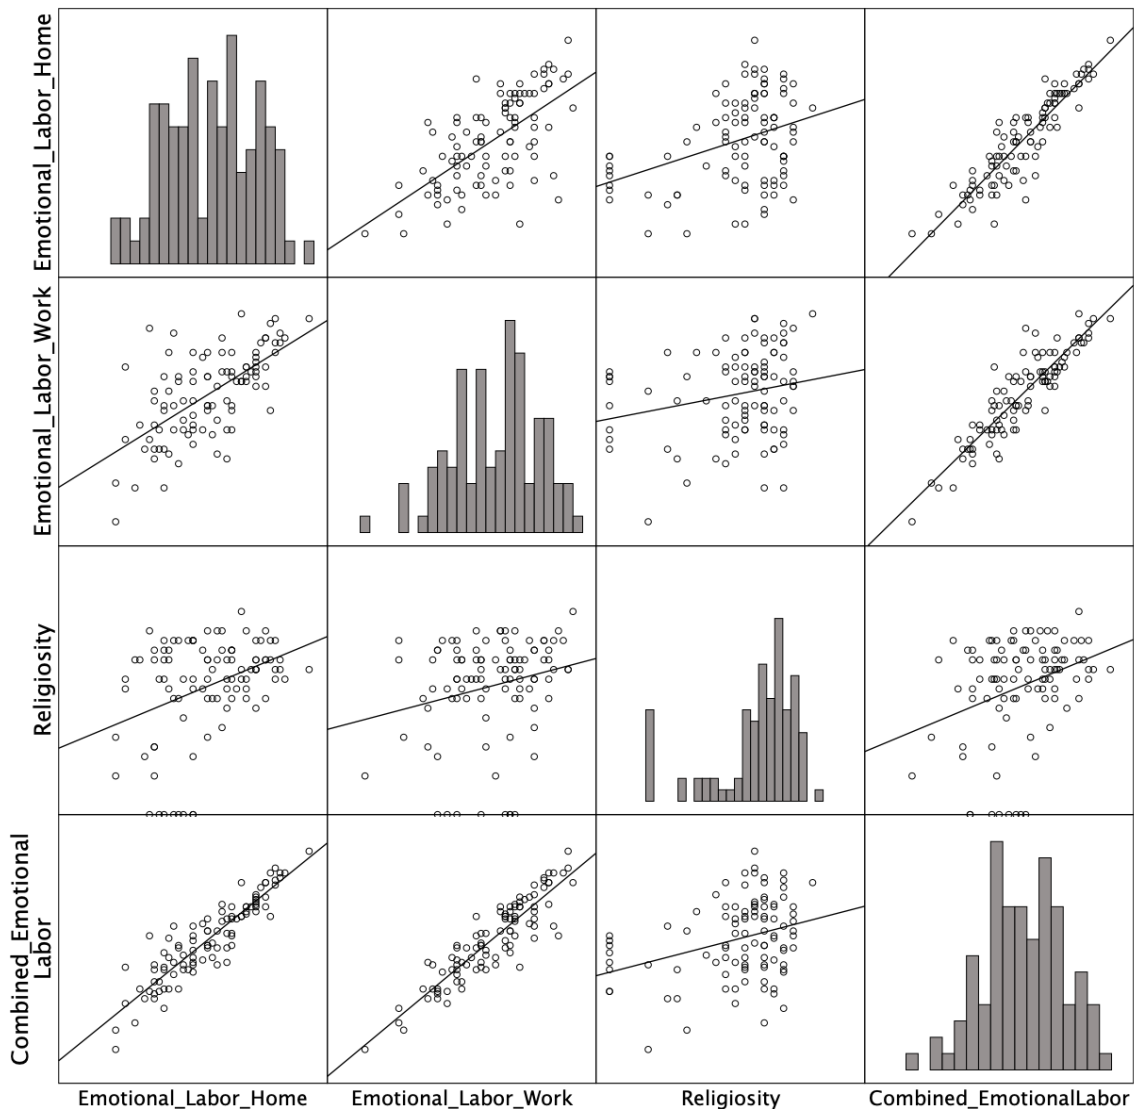 Emotional_Labor_Home
Emotional_Labor_Work
Religiosity
Combined_Emotional
Labor
Emotional_Labor_Home
Emotional_Labor_Work
Religiosity
Combined_EmotionalLabor